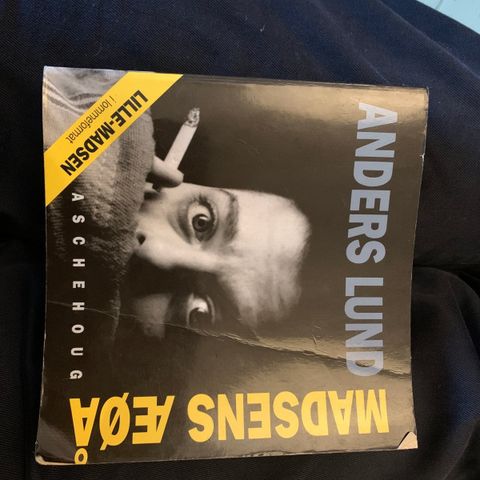 ANDERS LUND
MADSENS ÆØÅ
LILLE-MADSEN
i lommeformat
ASCHEHOUG